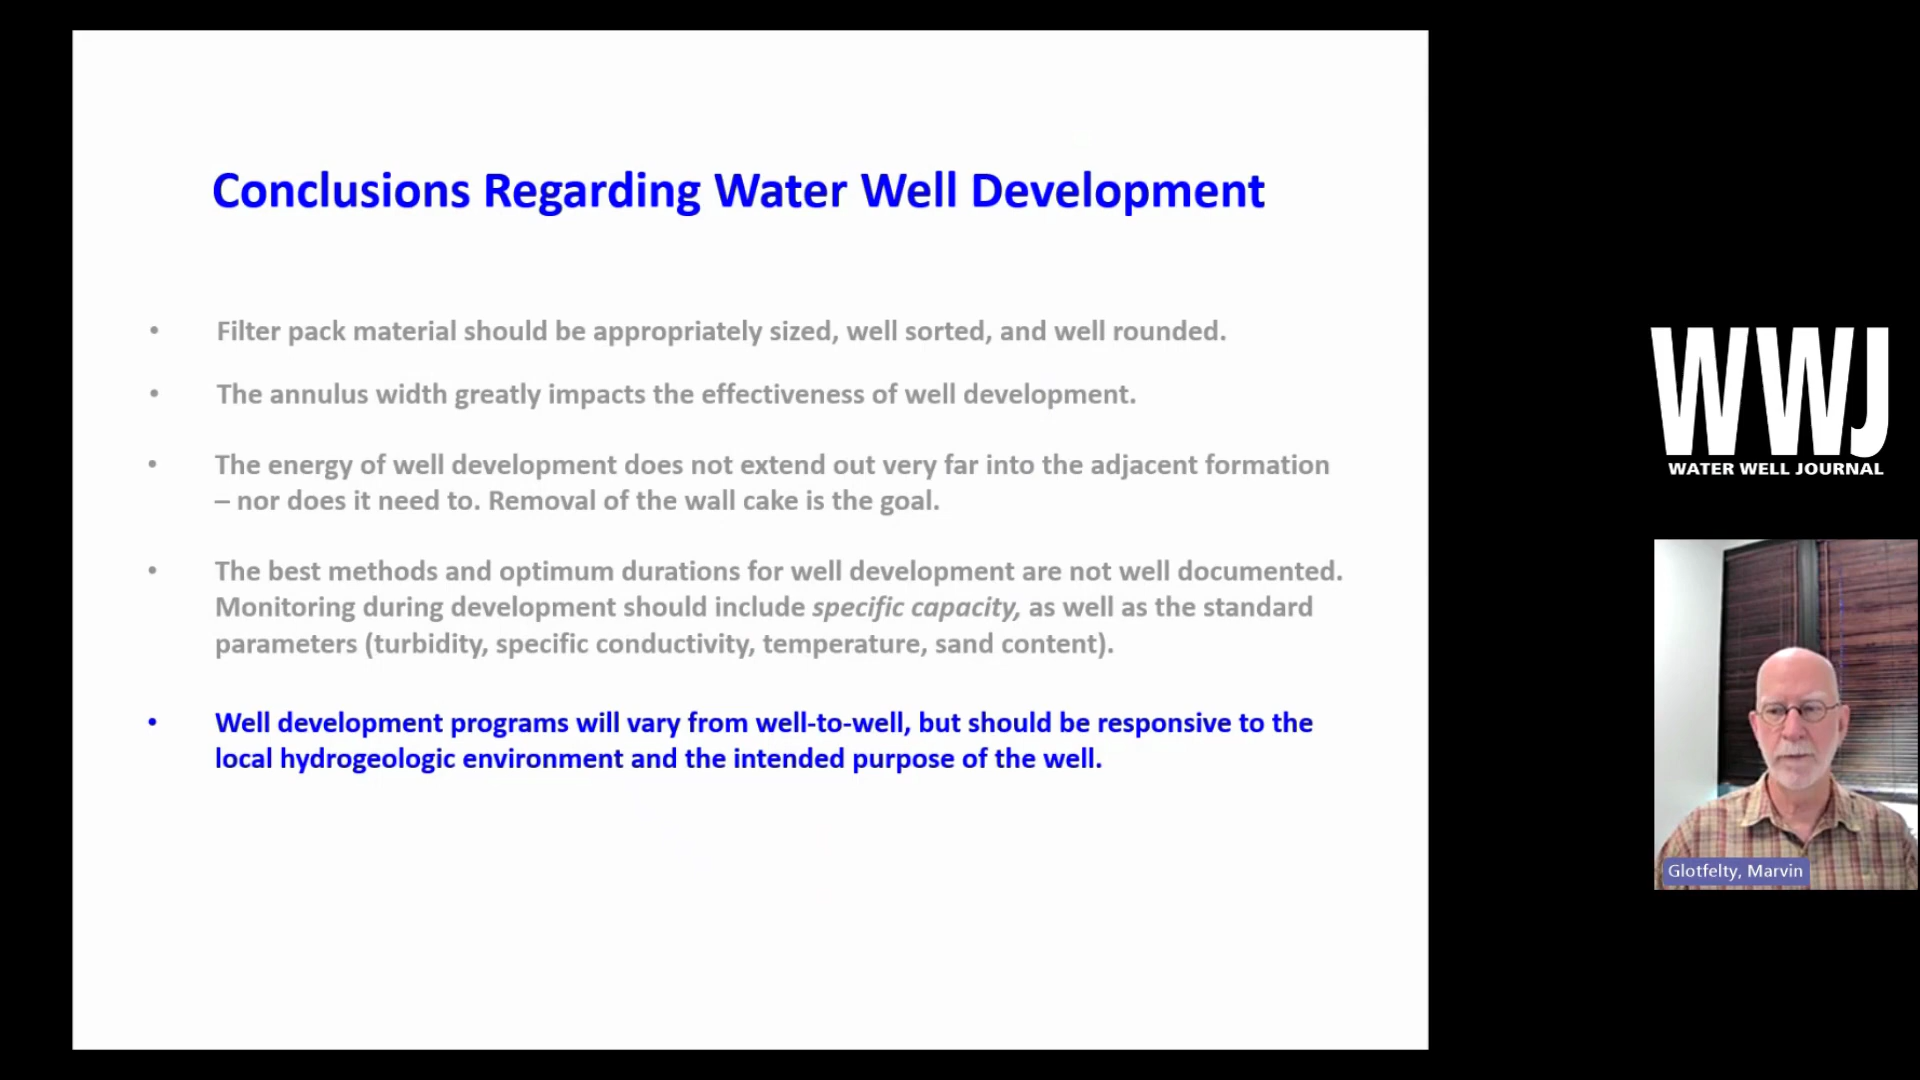 Conclusions Regarding Water Well Development
• Filter pack material should be appropriately sized, well sorted, and well rounded.
• The annulus width greatly impacts the effectiveness of well development.
• The energy of well development does not extend out very far into the adjacent formation
– nor does it need to. Removal of the wall cake is the goal.
• The best methods and optimum durations for well development are not well documented.
Monitoring during development should include specific capacity, as well as the standard
parameters (turbidity, specific conductivity, temperature, sand content).
• Well development programs will vary from well-to-well, but should be responsive to the
local hydrogeologic environment and the intended purpose of the well.
WWJ
WATER WELL JOURNAL
Glotfelty, Marvin